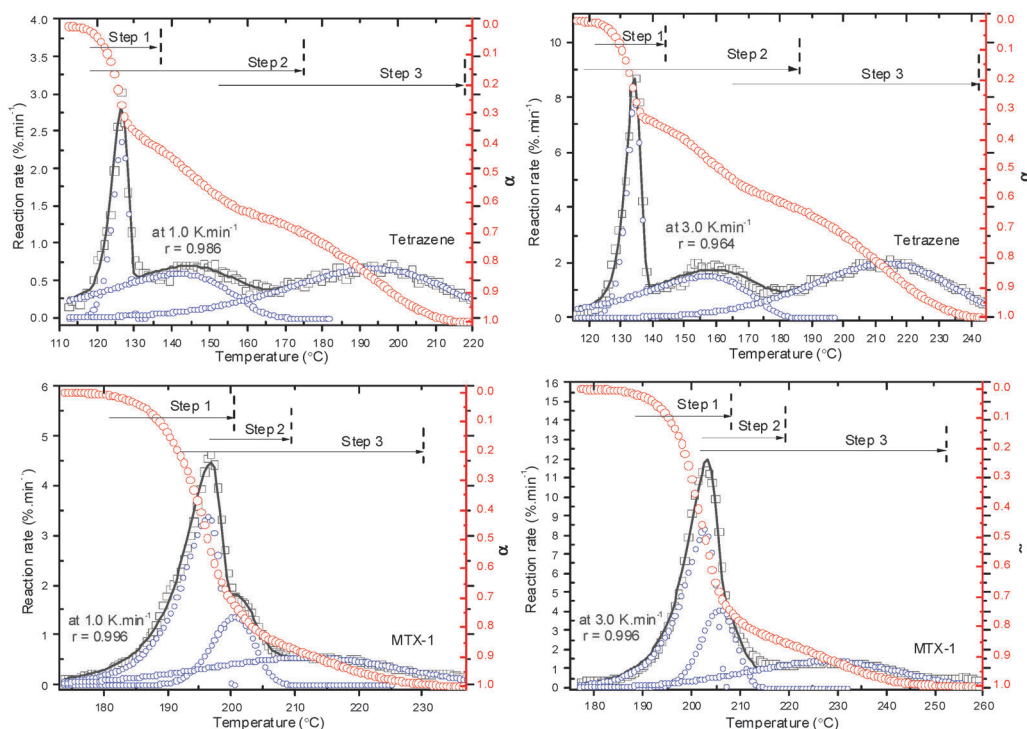 4.0
3.5
3.0
2.5
2.0
1.5
1.0
0.5
0.0
Reaction rate (%.min⁻¹)
Step 1
Step 2
Step 3
at 1.0 K.min⁻¹
r = 0.986
Tetrazene
110 120 130 140 150 160 170 180 190 200 210 220
Temperature (°C)
0.0
0.1
0.2
0.3
0.4
0.5
0.6
0.7
0.8
0.9
1.0
α
10
8
6
4
2
0
Reaction rate (%.min⁻¹)
Step 1
Step 2
Step 3
at 3.0 K.min⁻¹
r = 0.964
Tetrazene
120 130 140 150 160 170 180 190 200 210 220 230 240
Temperature (°C)
0.0
0.1
0.2
0.3
0.4
0.5
0.6
0.7
0.8
0.9
1.0
α
6
5
4
3
2
1
0
Reaction rate (%.min⁻¹)
Step 1
Step 2
Step 3
at 1.0 K.min⁻¹
r = 0.996
MTX-1
180 190 200 210 220 230
Temperature (°C)
0.0
0.1
0.2
0.3
0.4
0.5
0.6
0.7
0.8
0.9
1.0
α
16
15
14
13
12
11
10
9
8
7
6
5
4
3
2
1
0
Reaction rate (%.min⁻¹)
Step 1
Step 2
Step 3
at 3.0 K.min⁻¹
r = 0.996
MTX-1
180 190 200 210 220 230 240 250 260
Temperature (°C)
0.0
0.1
0.2
0.3
0.4
0.5
0.6
0.7
0.8
0.9
1.0